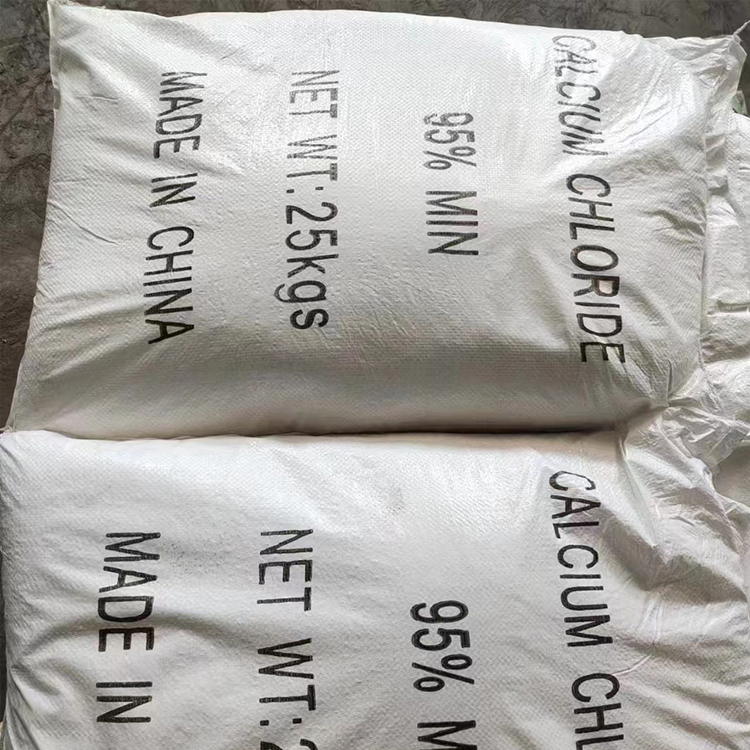 CALCIUM CHLORIDE
95% MIN
NET WT:25kgs
MADE IN CHINA
CALCIUM CHL
95% M
NET WT:2
MADE IN